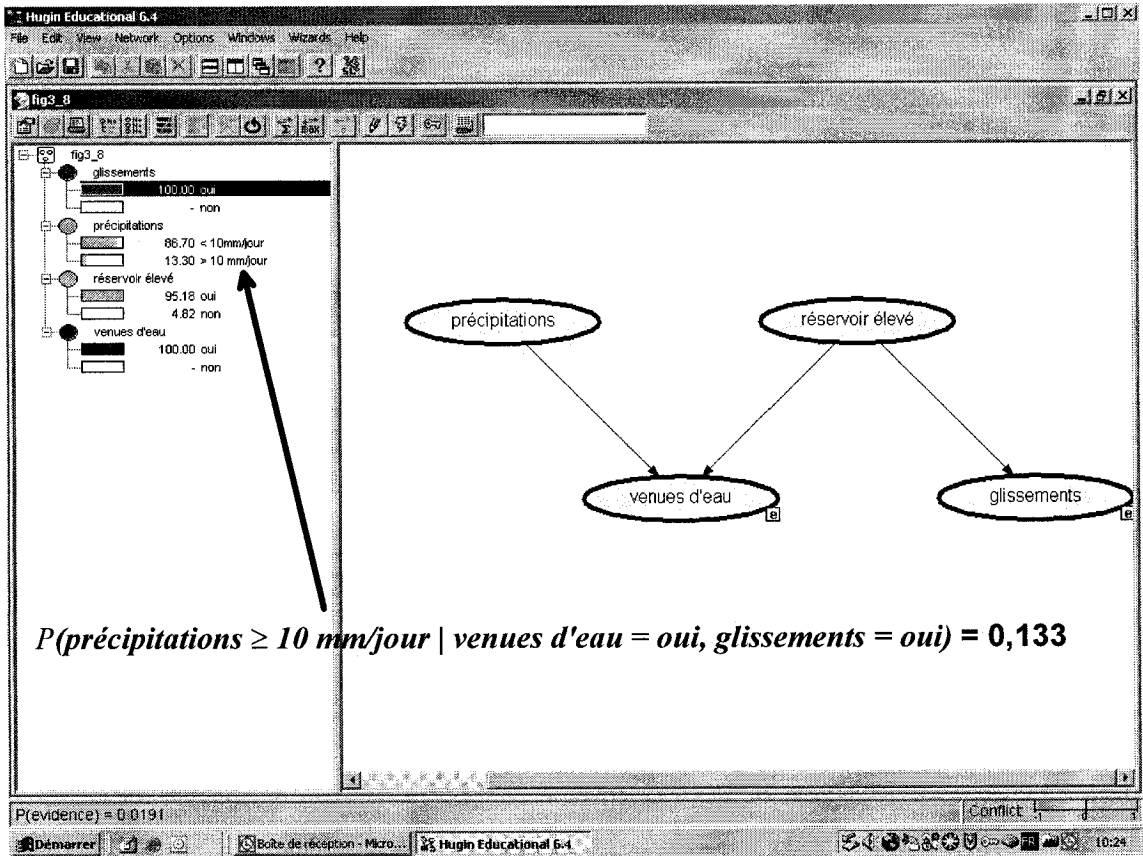 Hugin Educational 6.4
File Edit View Network Options Windows Wizards Help
fig3_8
fig3_8
glissements
100.00 oui
- non
précipitations
86.70 < 10mm/jour
13.30 > 10 mm/jour
réservoir élevé
95.18 oui
4.82 non
venues d'eau
100.00 oui
- non
précipitations
réservoir élevé
venues d'eau
e
glissements
e
P(précipitations ≥ 10 mm/jour | venues d'eau = oui, glissements = oui) = 0,133
P(evidence) = 0.0191
Conflict
Démarrer
Boîte de réception - Micro...
Hugin Educational 6.4
FR
10:24